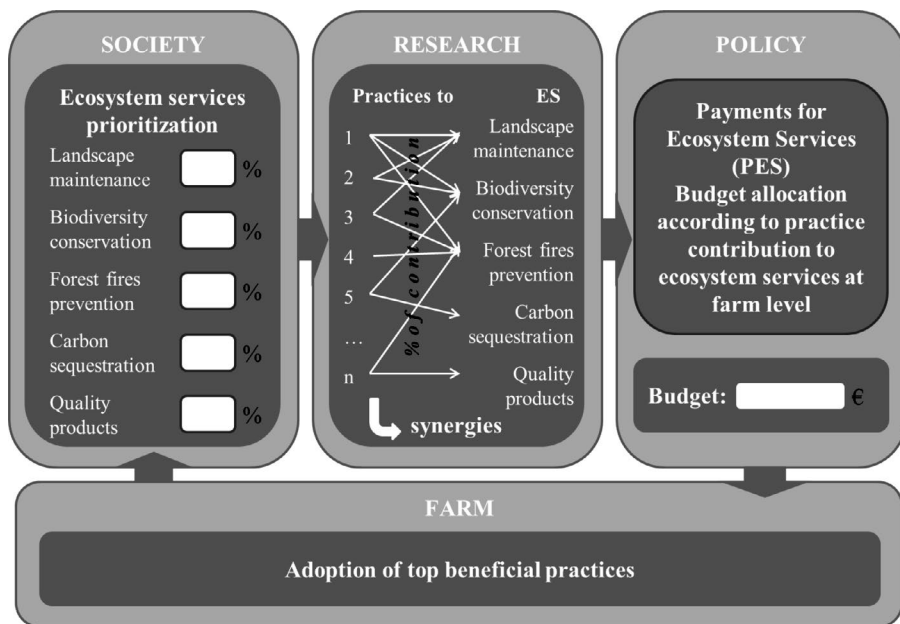 SOCIETY
Ecosystem services
prioritization
Landscape
maintenance
%
Biodiversity
conservation
%
Forest fires
prevention
%
Carbon
sequestration
%
Quality
products
%
RESEARCH
Practices to
ES
1
2
3
4
5
...
n
% of contribution
Landscape
maintenance
Biodiversity
conservation
Forest fires
prevention
Carbon
sequestration
Quality
products
synergies
POLICY
Payments for
Ecosystem Services
(PES)
Budget allocation
according to practice
contribution to
ecosystem services at
farm level
Budget: €
FARM
Adoption of top beneficial practices